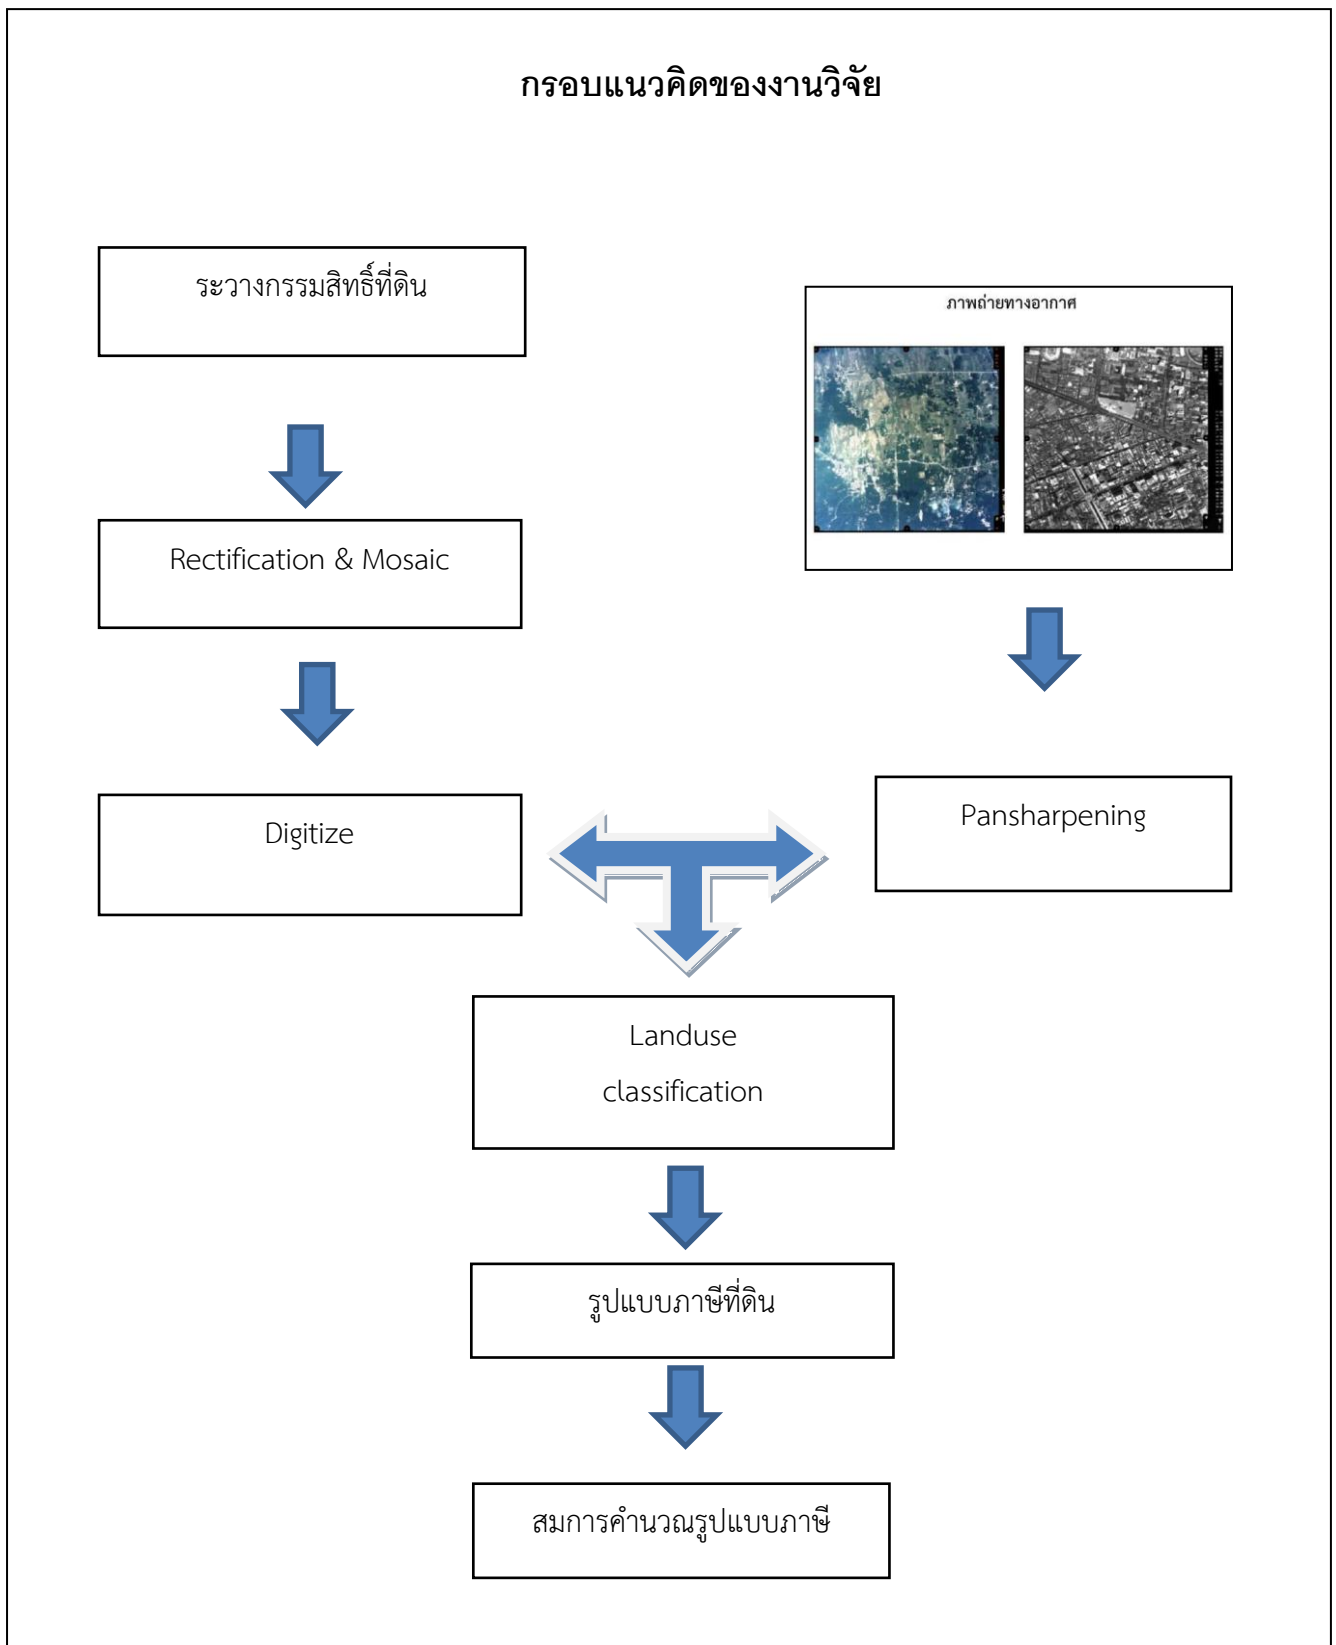 กรอบแนวคิดของงานวิจัย
ระวางกรรมสิทธิ์ที่ดิน
ภาพถ่ายทางอากาศ
Rectification & Mosaic
Digitize
Pansharpening
Landuse
classification
รูปแบบภาษีที่ดิน
สมการคำนวณรูปแบบภาษี